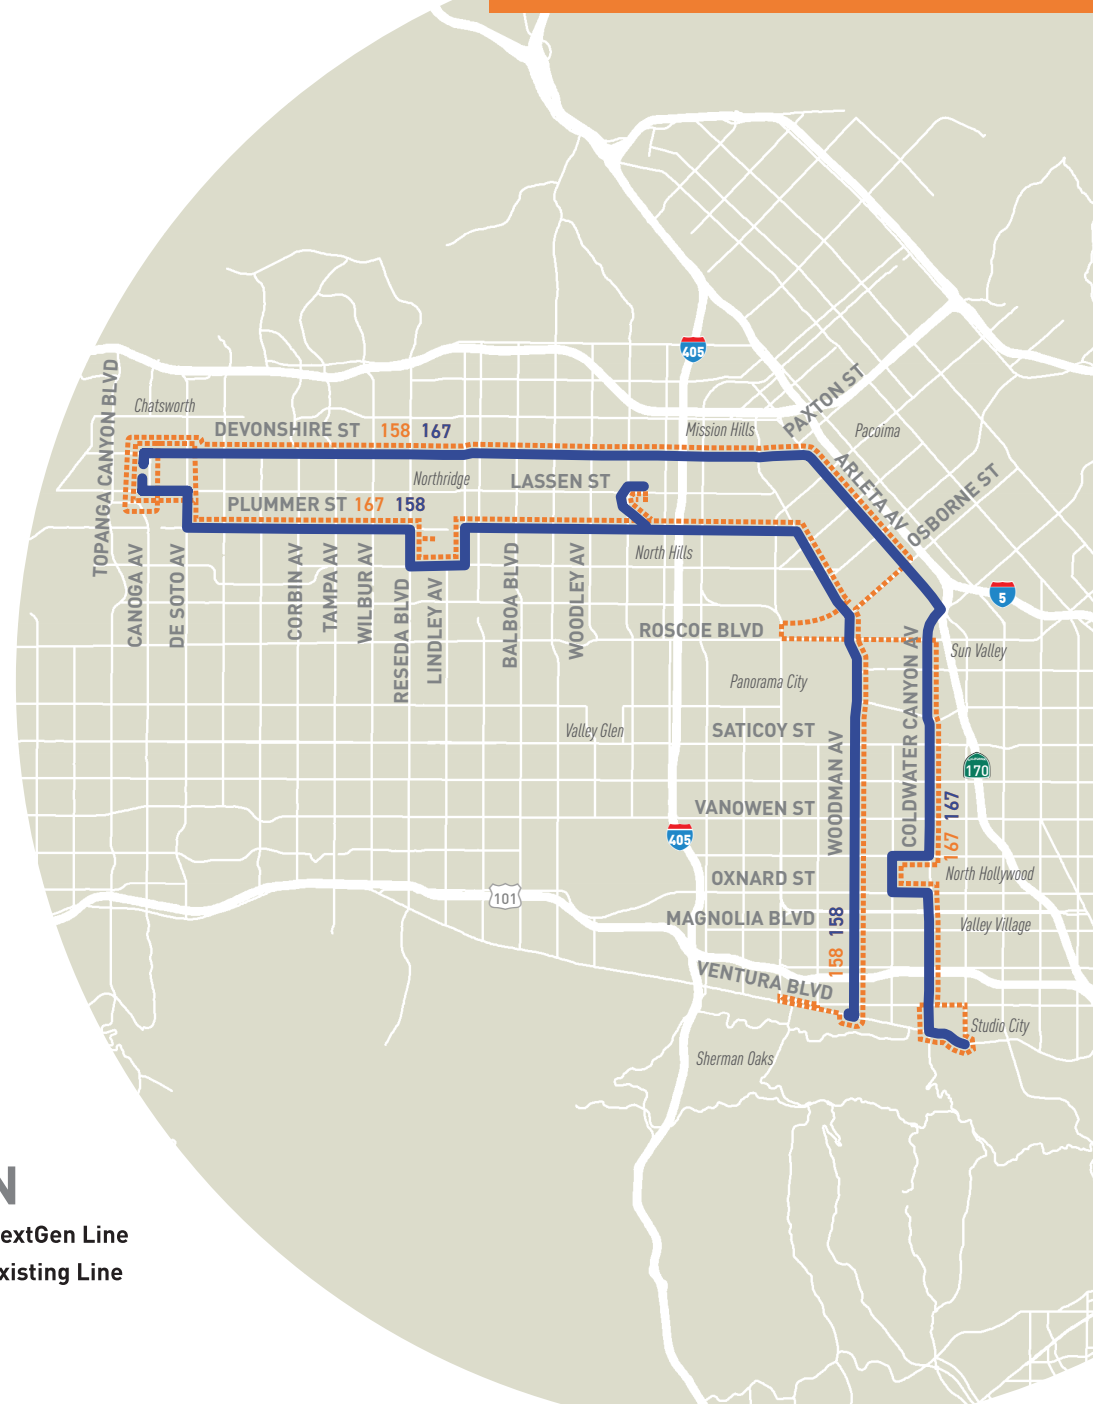 405
PAXTON ST
TOPANGA CANYON BLVD
Chatsworth
DEVONSHIRE ST 158 167
Mission Hills
Pacoima
Northridge
LASSEN ST
ARLETA AV
OSBORNE ST
PLUMMER ST 167 158
North Hills
CANOGA AV
DE SOTO AV
CORBIN AV
TAMPA AV
WILBUR AV
RESEDA BLVD
LINDLEY AV
BALBOA BLVD
WOODLEY AV
5
ROSCOE BLVD
Sun Valley
Panorama City
COLDWATER CANYON AV
Valley Glen
SATICOY ST
WOODMAN AV
170
VANOWEN ST
167 167
405
OXNARD ST
North Hollywood
101
MAGNOLIA BLVD
158 158
Valley Village
VENTURA BLVD
Studio City
Sherman Oaks
N
extGen Line
xisting Line